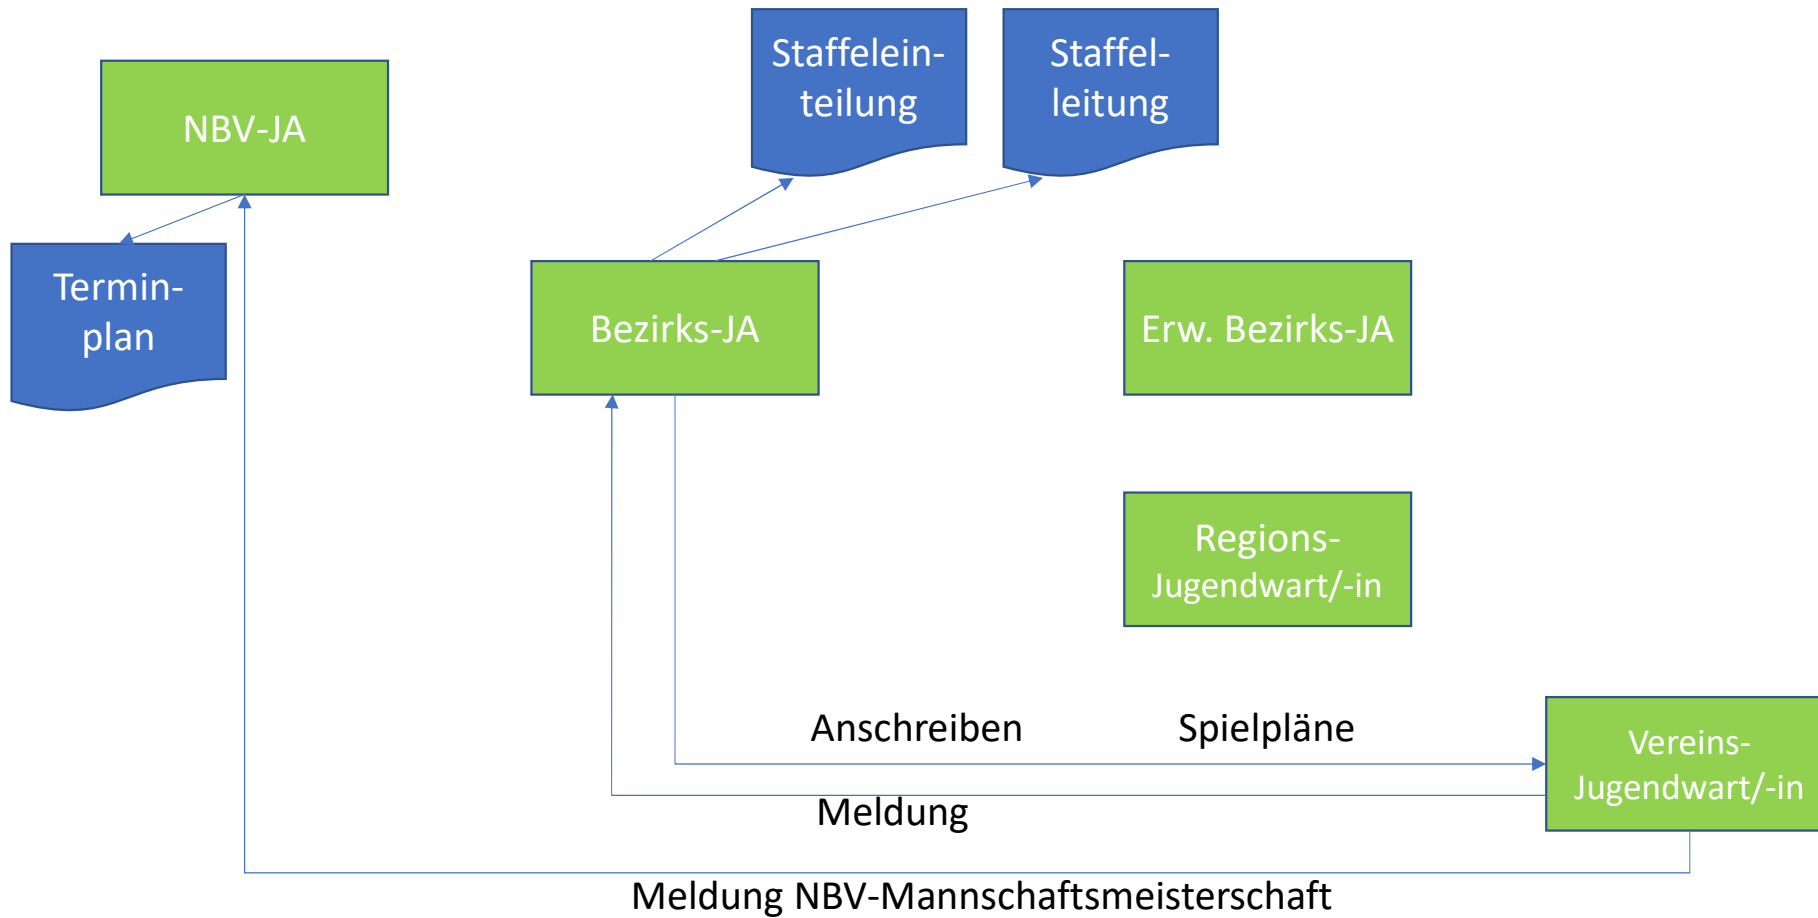 Staffelein-
teilung
Staffel-
leitung
NBV-JA
Termin-
plan
Bezirks-JA
Erw. Bezirks-JA
Regions-
Jugendwart/-in
Anschreiben
Spielpläne
Vereins-
Jugendwart/-in
Meldung
Meldung NBV-Mannschaftsmeisterschaft